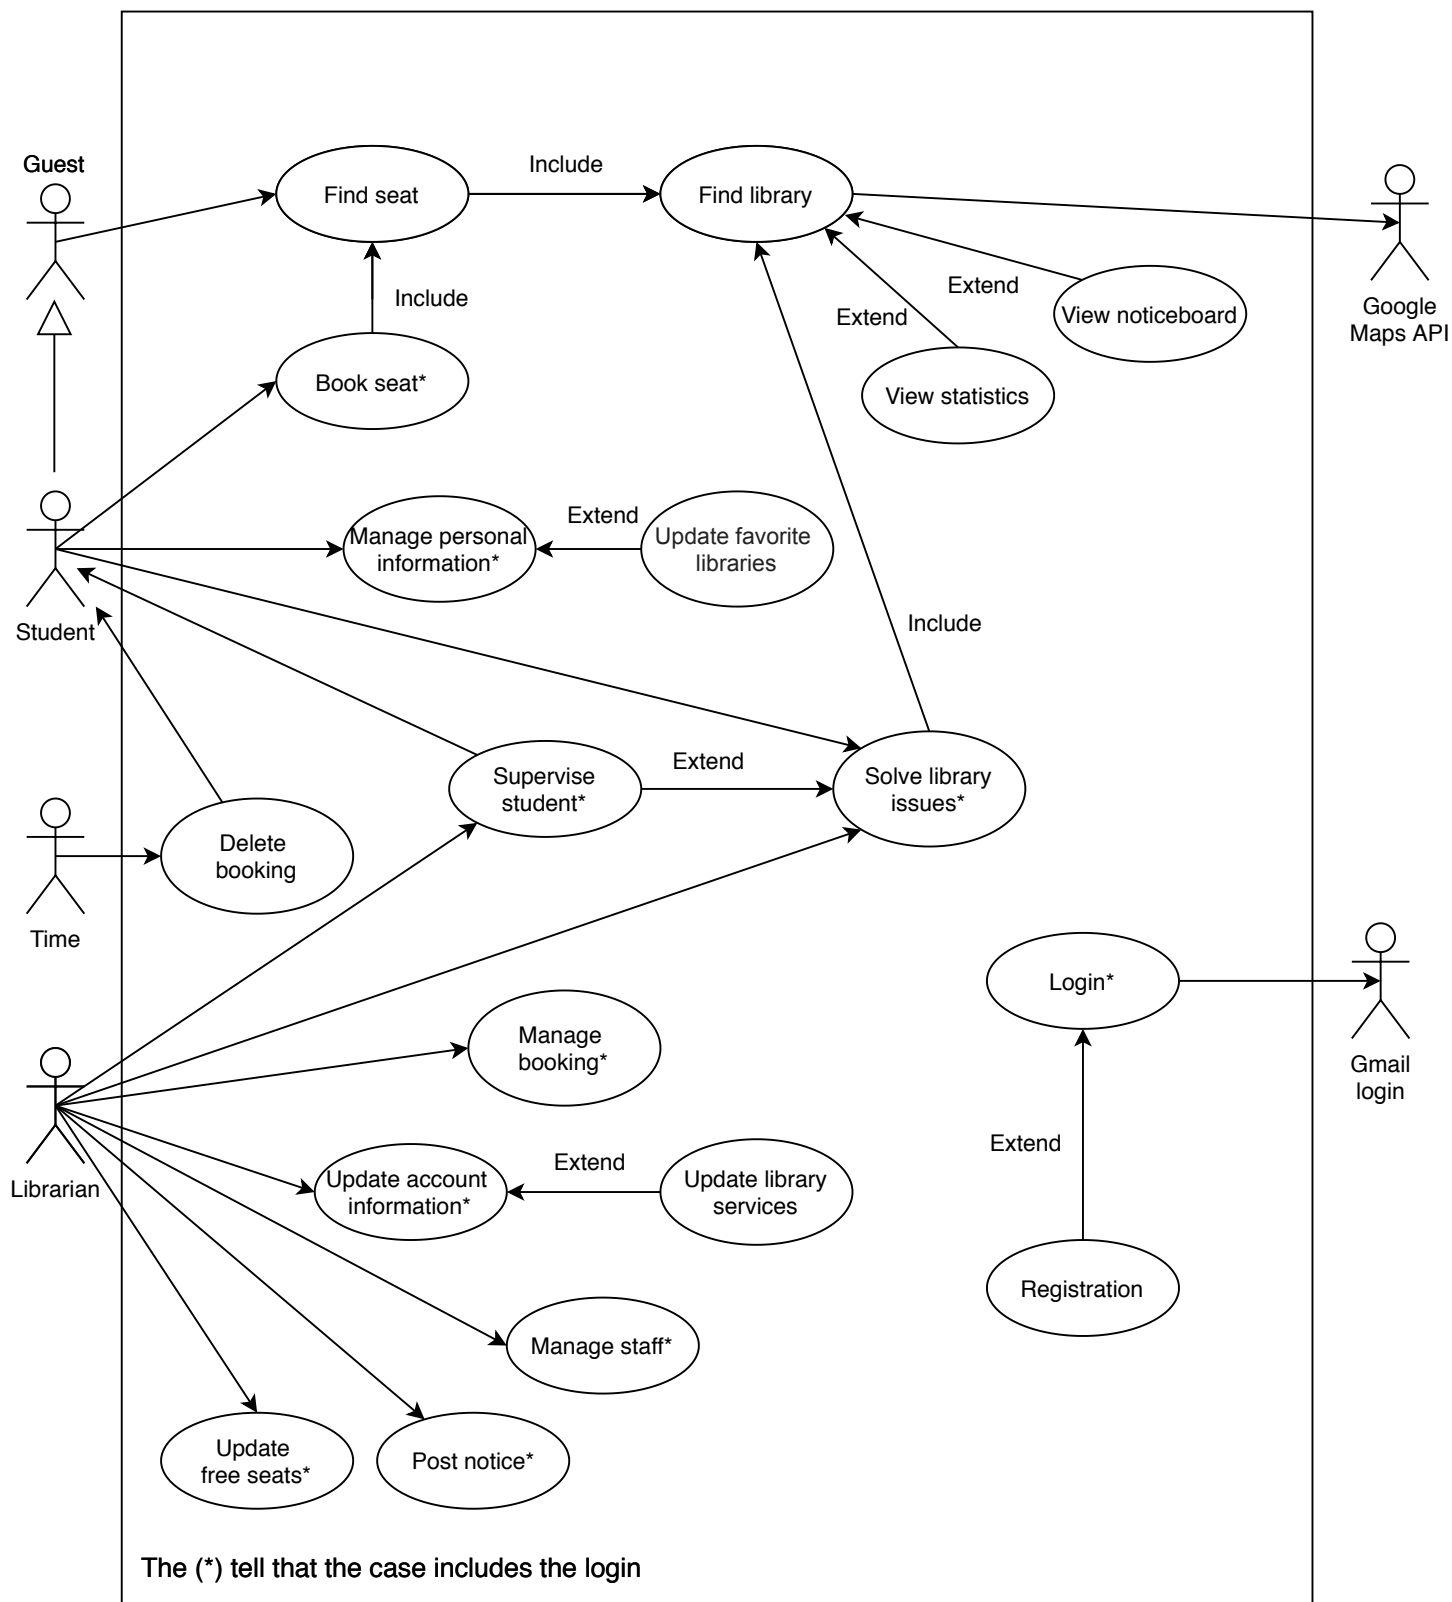 Guest
Find seat
Include
Find library
Google
Maps API
Include
Extend
Extend
View noticeboard
Book seat*
View statistics
Student
Manage personal
information*
Extend
Update favorite
libraries
Include
Supervise
student*
Extend
Solve library
issues*
Time
Delete
booking
Login*
Gmail
login
Manage
booking*
Extend
Librarian
Update account
information*
Extend
Update library
services
Registration
Manage staff*
Update
free seats*
Post notice*
The (*) tell that the case includes the login